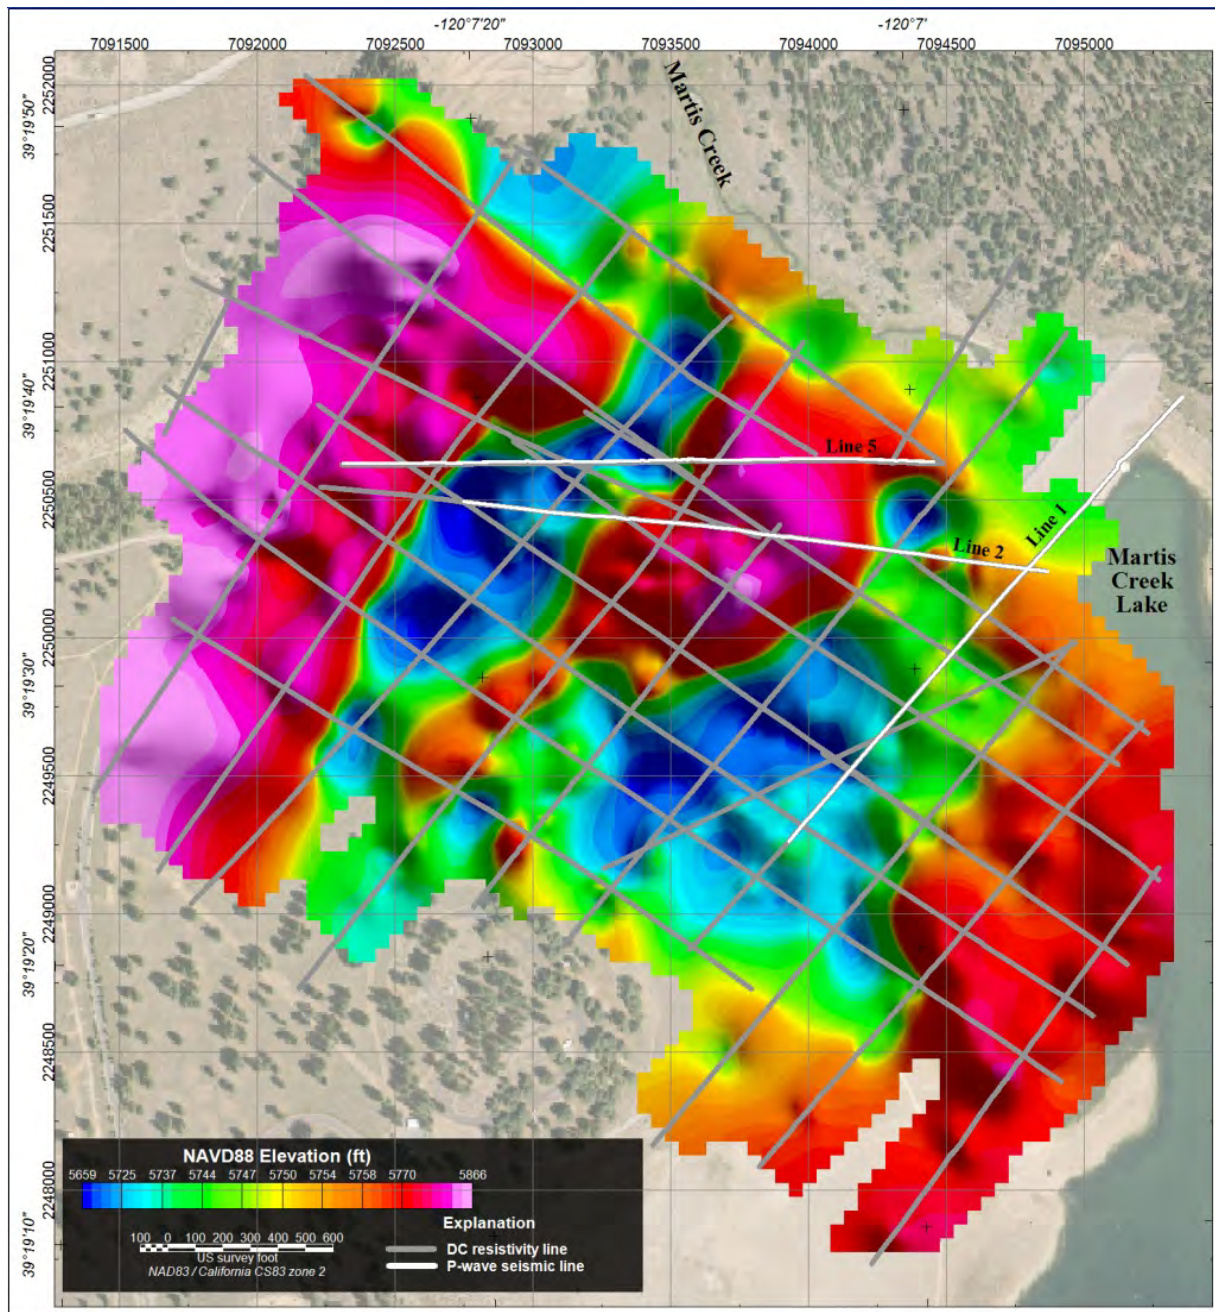 -120°7'20" -120°7'
7091500 7092000 7092500 7093000 7093500 7094000 7094500 7095000
39°19'50"
2252000
Martis Creek
2251500
39°19'40"
2251000
Line 5
2250500
Line 1
Line 2
Martis
Creek
Lake
39°19'30"
2250000
2249500
39°19'20"
2249000
2248500
39°19'10"
2248000
NAVD88 Elevation (ft)
5659 5725 5737 5744 5747 5750 5754 5758 5770 5866
Explanation
100 0 100 200 300 400 500 600
US survey foot
NAD83 / California CS83 zone 2
DC resistivity line
P-wave seismic line